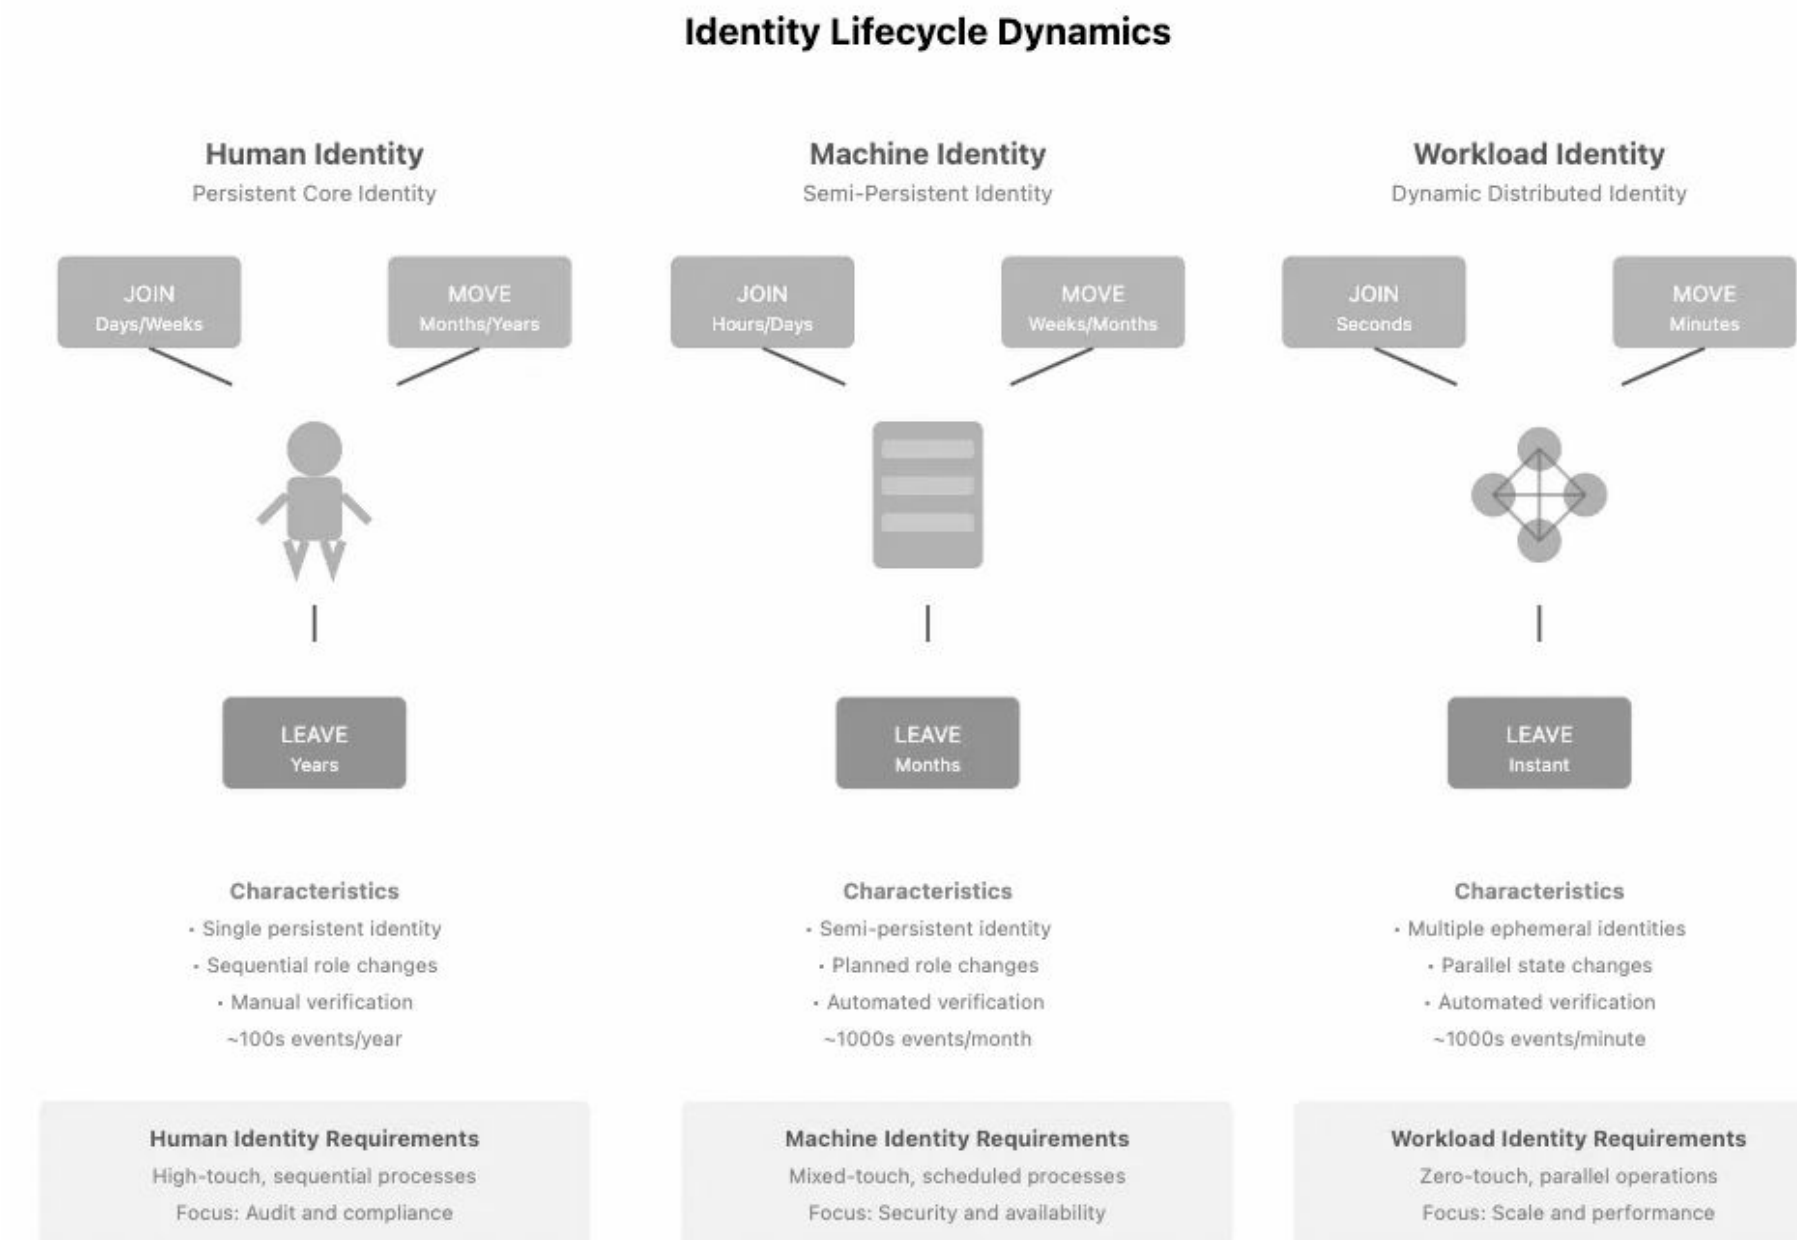 Identity Lifecycle Dynamics
Human Identity
Persistent Core Identity
JOIN
Days/Weeks
MOVE
Months/Years
LEAVE
Years
Characteristics
• Single persistent identity
• Sequential role changes
• Manual verification
~100s events/year
Human Identity Requirements
High-touch, sequential processes
Focus: Audit and compliance
Machine Identity
Semi-Persistent Identity
JOIN
Hours/Days
MOVE
Weeks/Months
LEAVE
Months
Characteristics
• Semi-persistent identity
• Planned role changes
• Automated verification
~1000s events/month
Machine Identity Requirements
Mixed-touch, scheduled processes
Focus: Security and availability
Workload Identity
Dynamic Distributed Identity
JOIN
Seconds
MOVE
Minutes
LEAVE
Instant
Characteristics
• Multiple ephemeral identities
• Parallel state changes
• Automated verification
~1000s events/minute
Workload Identity Requirements
Zero-touch, parallel operations
Focus: Scale and performance